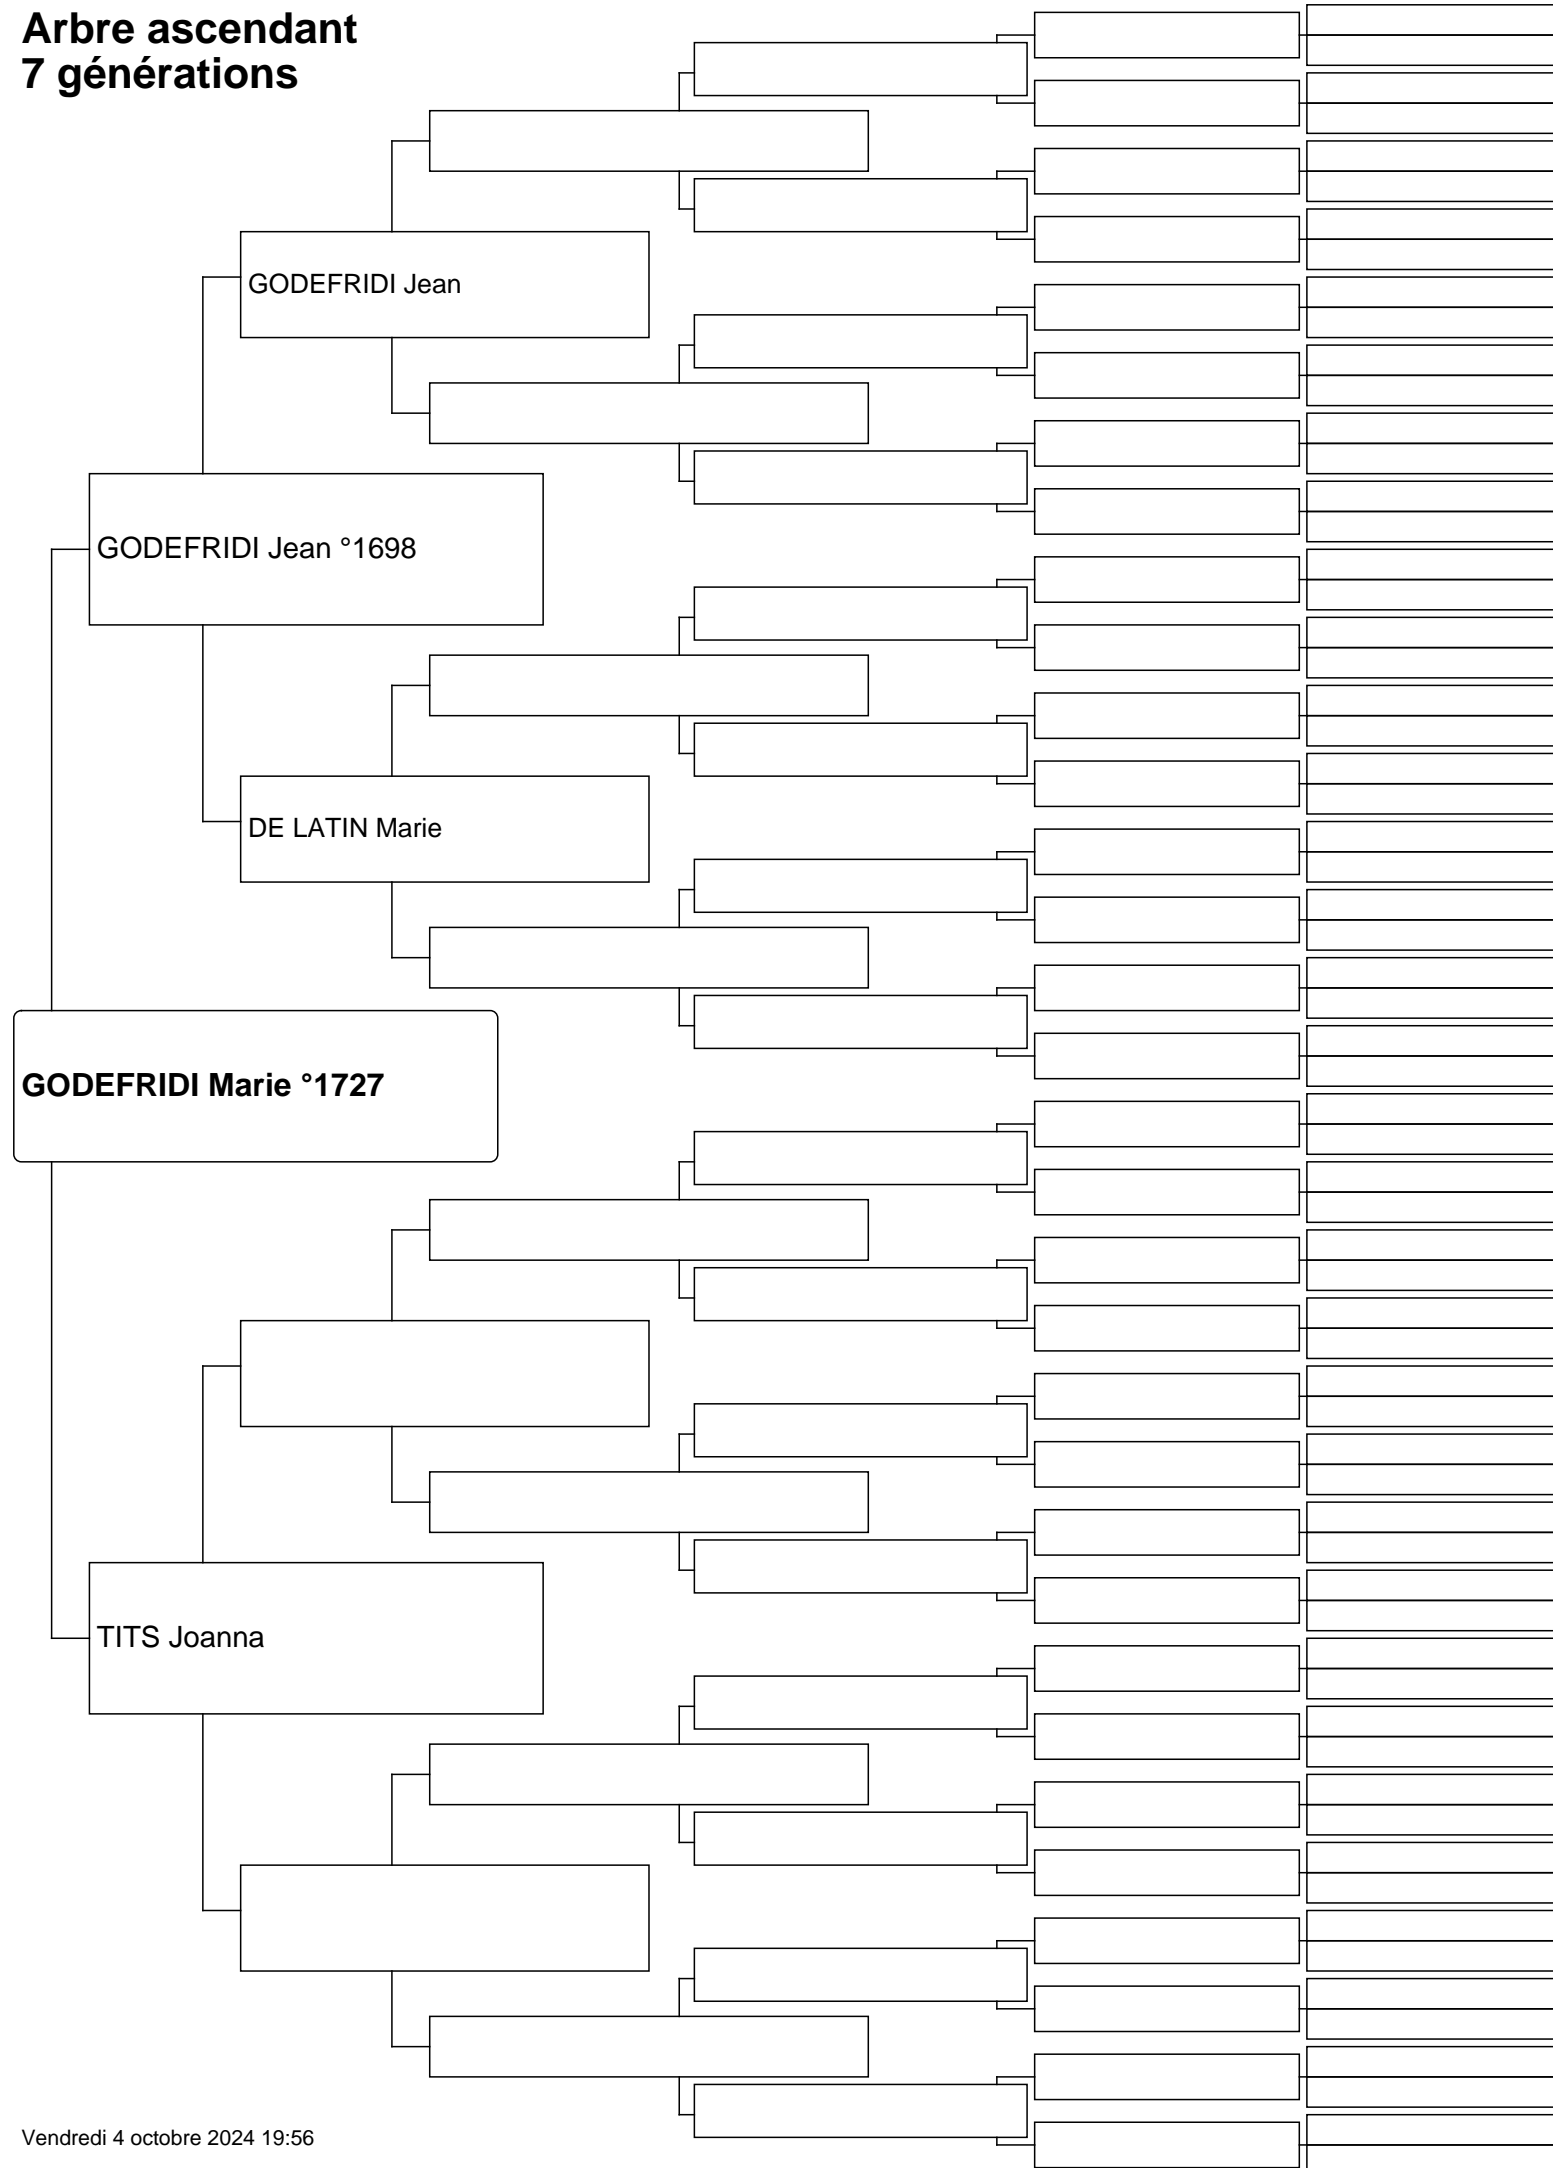 Arbre ascendant
7 générations
GODEFRIDI Jean
GODEFRIDI Jean °1698
DE LATIN Marie
GODEFRIDI Marie °1727
TITS Joanna
Vendredi 4 octobre 2024 19:56